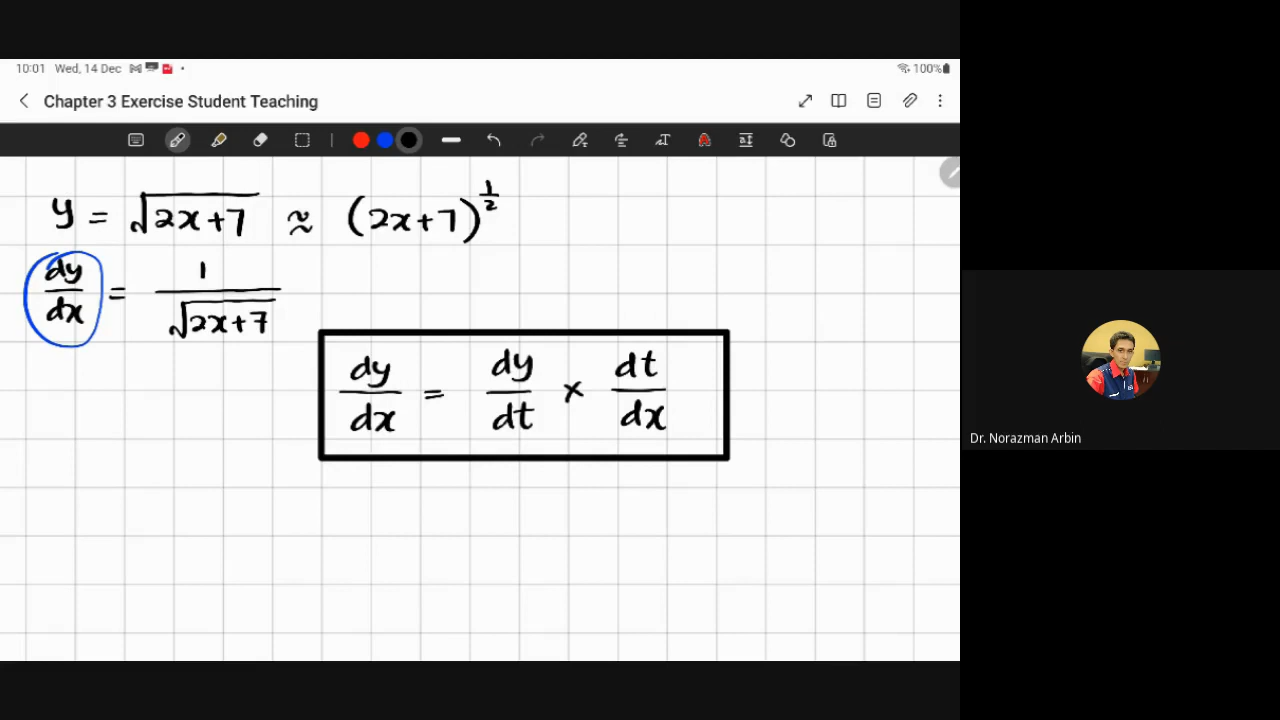 10:01 Wed, 14 Dec
100%
Chapter 3 Exercise Student Teaching
y = √(2x+7) ≈ (2x+7)^(1/2)
dy/dx = 1/√(2x+7)
dy/dx = dy/dt × dt/dx
Dr. Norazman Arbin